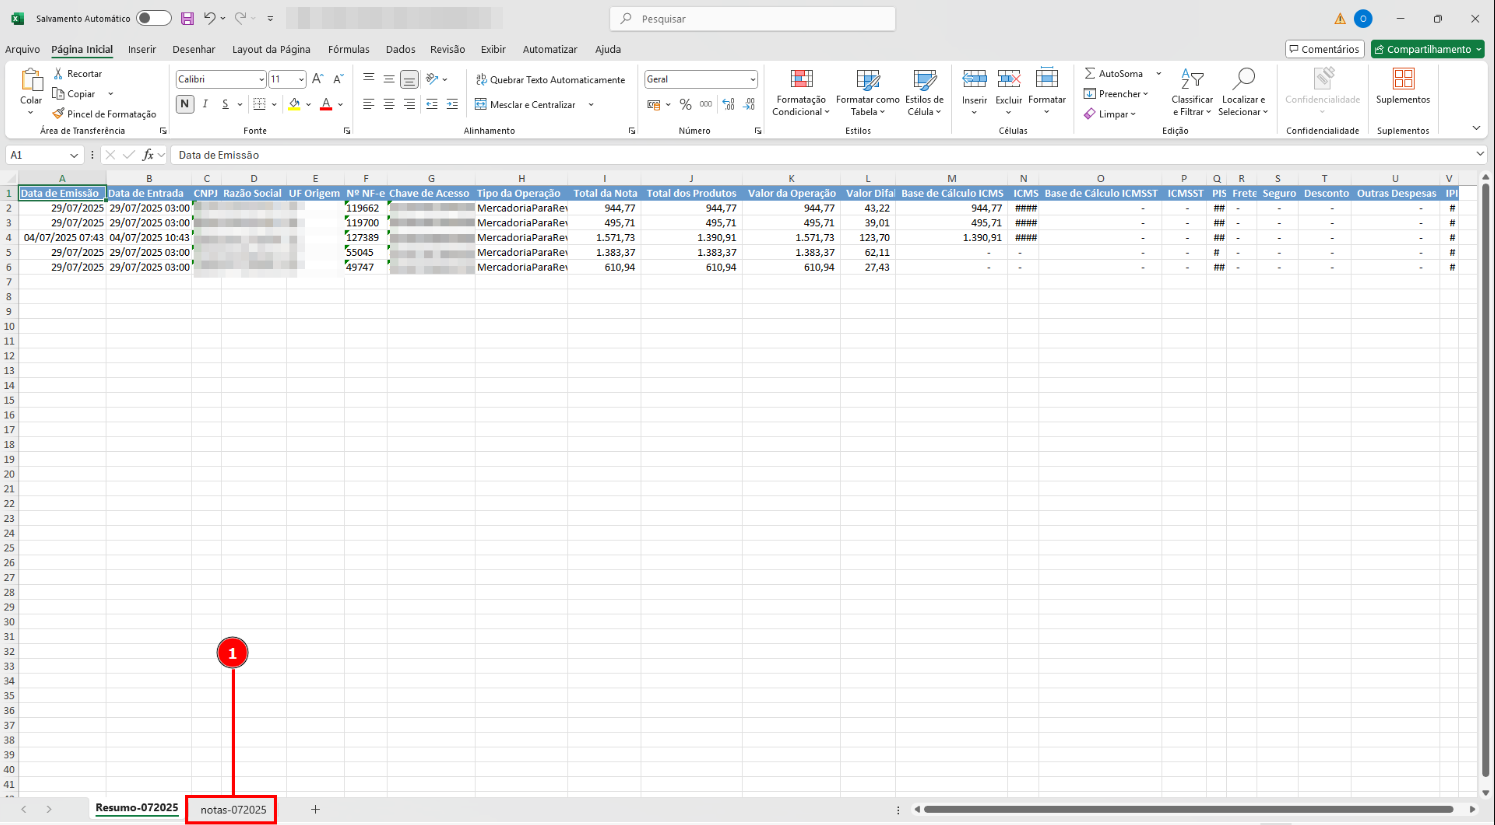 Salvamento Automático
Pesquisar
O
Arquivo Página Inicial Inserir Desenhar Layout da Página Fórmulas Dados Revisão Exibir Automatizar Ajuda
Comentários Compartilhamento
Colar
Recortar
Copiar
Pincel de Formatação
Área de Transferência
Calibri 11
N I S
Fonte
Quebrar Texto Automaticamente
Mesclar e Centralizar
Alinhamento
Geral
% 000
Número
Formatação Condicional
Formatar como Tabela
Estilos de Célula
Estilos
Inserir Excluir Formatar
Células
AutoSoma
Preencher
Limpar
Classificar e Filtrar
Localizar e Selecionar
Edição
Confidencialidade
Confidencialidade
Suplementos
Suplementos
A1 fx Data de Emissão
A B C D E F G H I J K L M N O P Q R S T U V
1 Data de Emissão Data de Entrada CNPJ Razão Social UF Origem Nº NF-e Chave de Acesso Tipo da Operação Total da Nota Total dos Produtos Valor da Operação Valor Difal Base de Cálculo ICMS ICMS Base de Cálculo ICMSST ICMSST PIS Frete Seguro Desconto Outras Despesas IPI
2 29/07/2025 29/07/2025 03:00 119662 MercadoriaParaRev 944,77 944,77 944,77 43,22 944,77 #### - - ## - - - - #
3 29/07/2025 29/07/2025 03:00 119700 MercadoriaParaRev 495,71 495,71 495,71 39,01 495,71 #### - - ## - - - - #
4 04/07/2025 07:43 04/07/2025 10:43 127389 MercadoriaParaRev 1.571,73 1.390,91 1.571,73 123,70 1.390,91 #### - - ## - - - - #
5 29/07/2025 29/07/2025 03:00 55045 MercadoriaParaRev 1.383,37 1.383,37 1.383,37 62,11 - - - - # - - - - #
6 29/07/2025 29/07/2025 03:00 49747 MercadoriaParaRev 610,94 610,94 610,94 27,43 - - - - ## - - - - #
7
8
9
10
11
12
13
14
15
16
17
18
19
20
21
22
23
24
25
26
27
28
29
30
31
32
33
34
35
36
37
38
39
40
41
1
Resumo-072025 notas-072025